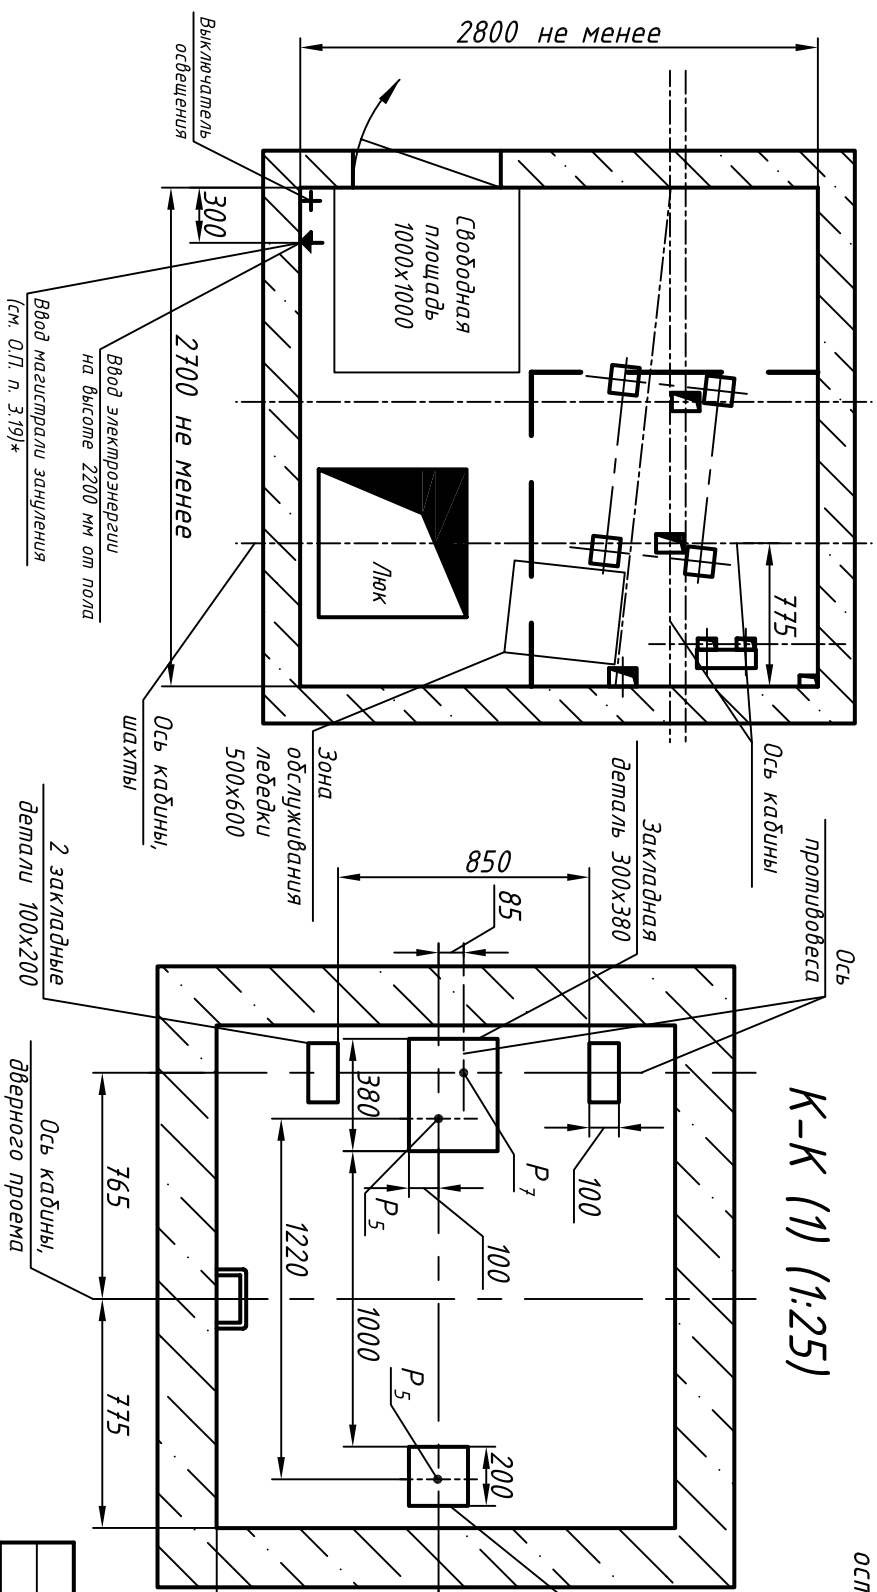 2800 не менее
Выключатель
освещения
300
2700 не менее
Свободная
площадь
1000х1000
Ввод электроэнергии
на высоте 2200 мм от пола
Ввод магистрали зануления
(см. О.П. п. 3.19)*
Люк
775
Ось кабины
Ось кабины,
шахты
Зона
обслуживания
лебедки
500х600
К-К (1) (1:25)
Ось
противовеса
Закладная
деталь 300х380
850
85
2 закладные
детали 100х200
Ось кабины,
дверного проема
380
100
P7
P5
100
1220
1000
P5
200
765
775
осп